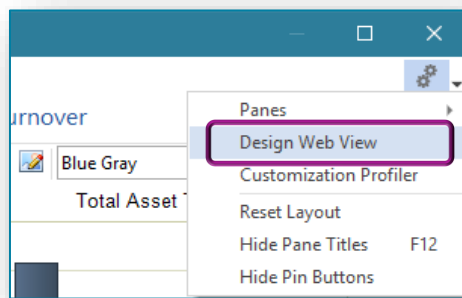 urnover
Panes
Design Web View
Blue Gray
Customization Profiler
Total Asset
Reset Layout
Hide Pane Titles F12
Hide Pin Buttons